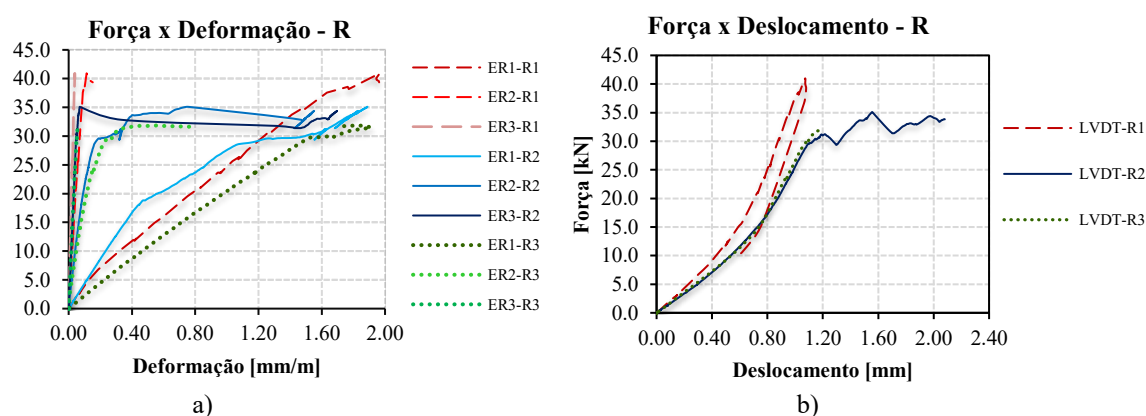 Força x Deformação - R
45.0
40.0
35.0
30.0
25.0
20.0
15.0
10.0
5.0
0.0
0.00 0.40 0.80 1.20 1.60 2.00
Deformação [mm/m]
ER1-R1
ER2-R1
ER3-R1
ER1-R2
ER2-R2
ER3-R2
ER1-R3
ER2-R3
ER3-R3
a)
Força x Deslocamento - R
Força [kN]
45.0
40.0
35.0
30.0
25.0
20.0
15.0
10.0
5.0
0.0
0.00 0.40 0.80 1.20 1.60 2.00 2.40
Deslocamento [mm]
LVDT-R1
LVDT-R2
LVDT-R3
b)